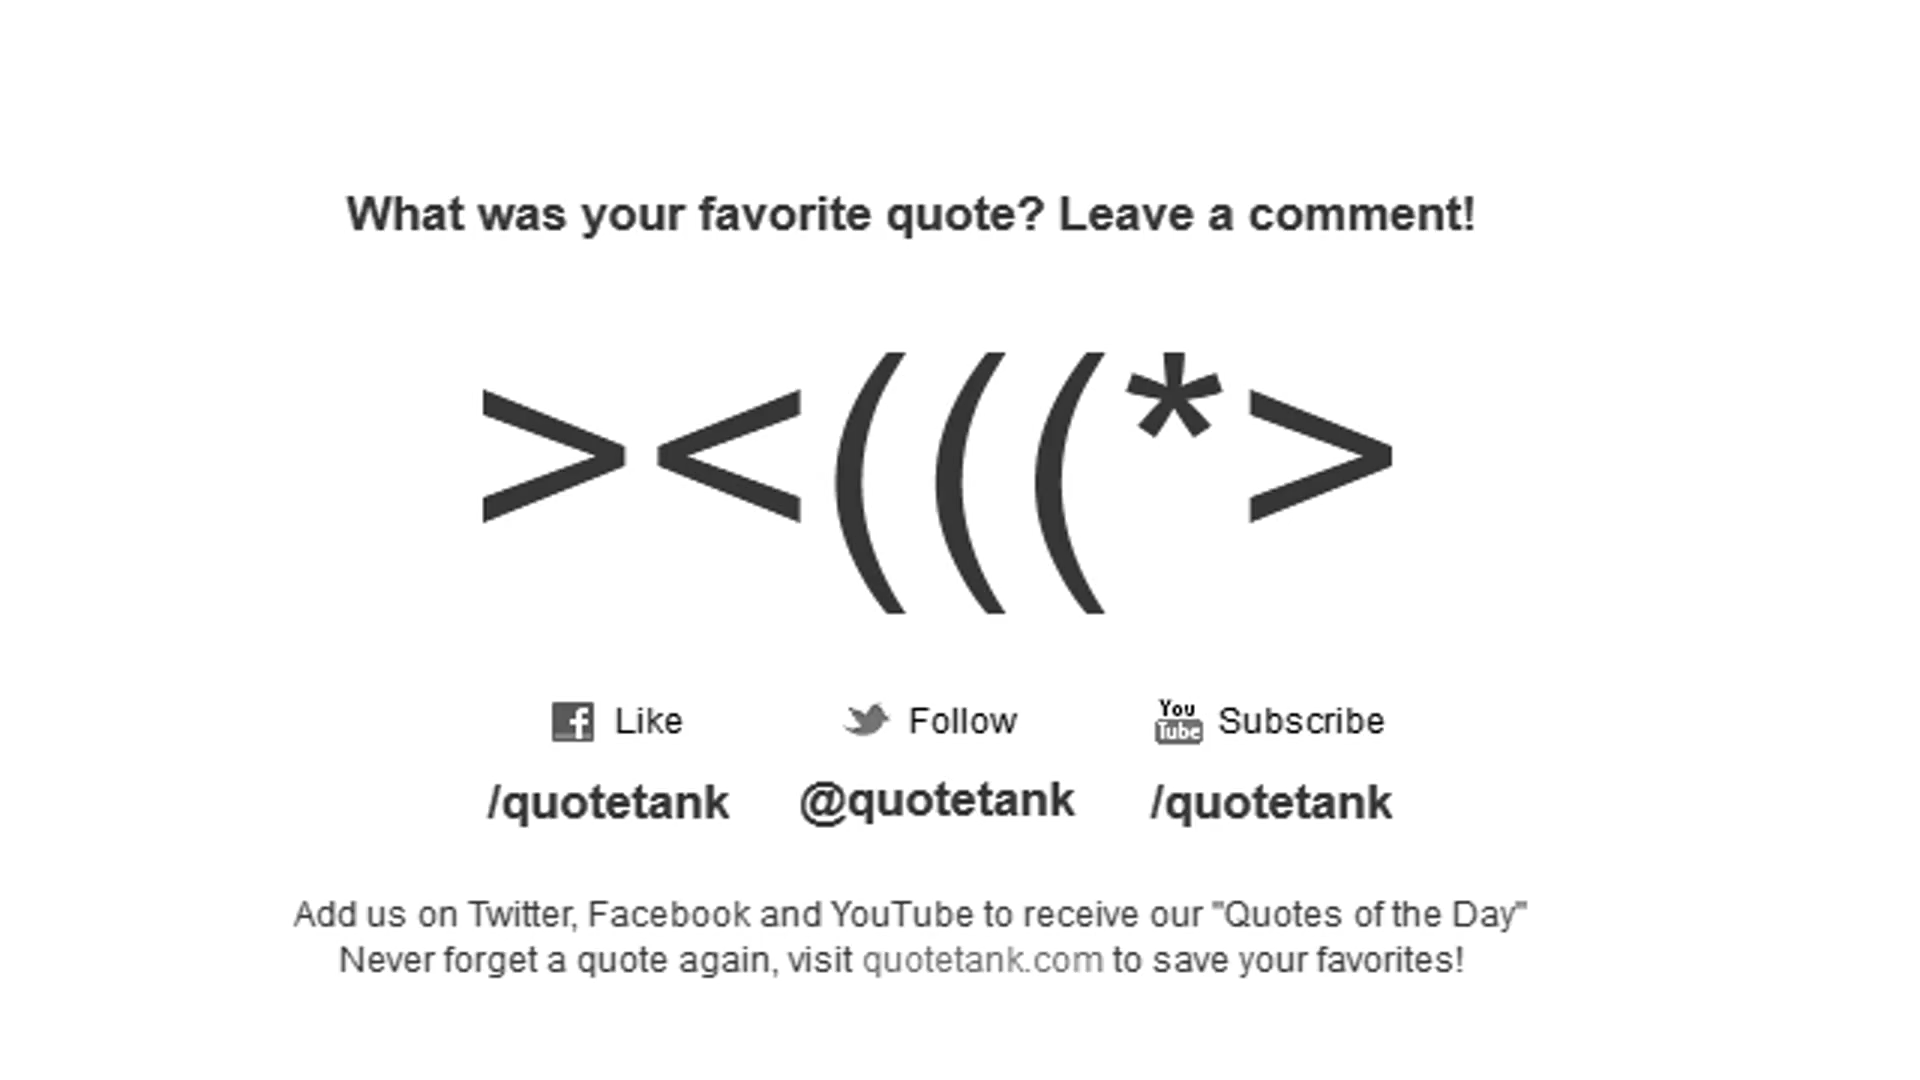 What was your favorite quote? Leave a comment!
><(((*>
f Like Follow You Tube Subscribe
/quotetank @quotetank /quotetank
Add us on Twitter, Facebook and YouTube to receive our "Quotes of the Day"
Never forget a quote again, visit quotetank.com to save your favorites!